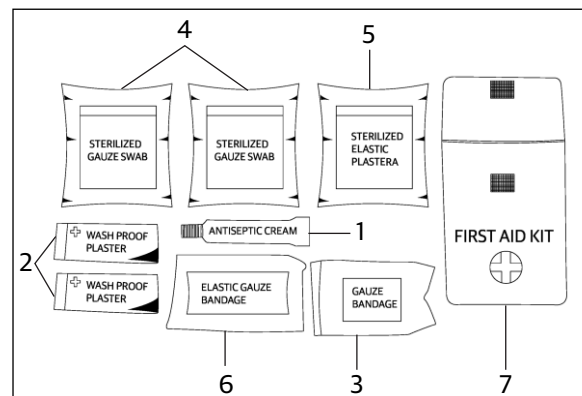 4
5
STERILIZED
GAUZE SWAB
STERILIZED
GAUZE SWAB
STERILIZED
ELASTIC
PLASTERA
FIRST AID KIT
WASH PROOF
PLASTER
ANTISEPTIC CREAM
1
2
WASH PROOF
PLASTER
ELASTIC GAUZE
BANDAGE
GAUZE
BANDAGE
6
3
7